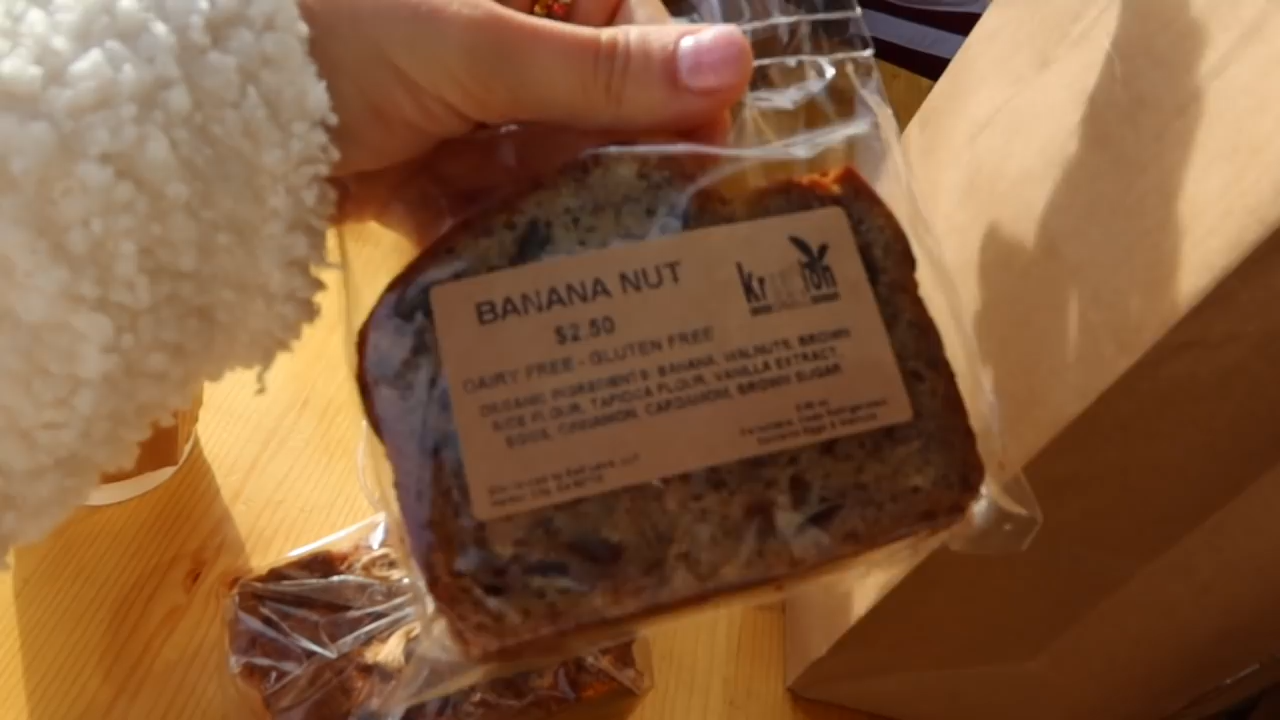 BANANA NUT
$2.50
DAIRY FREE - GLUTEN FREE
ORGANIC INGREDIENTS: BANANA, WALNUTS, BROWN
RICE FLOUR, TAPIOCA FLOUR, VANILLA EXTRACT,
EGGS, CINNAMON, CARDAMOM, BROWN SUGAR